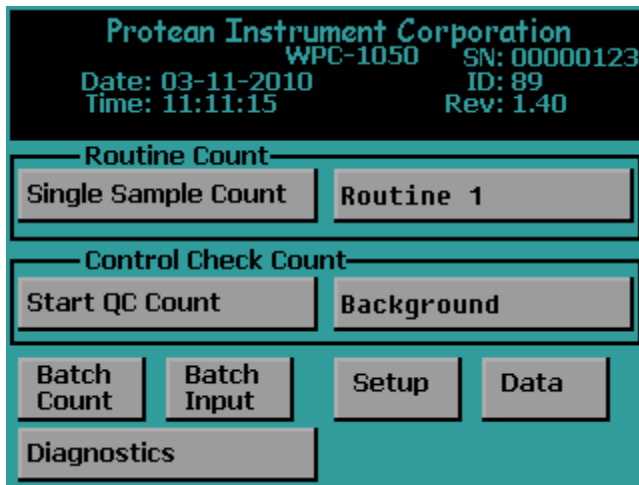 Protean Instrument Corporation
WPC-1050 SN: 00000123
Date: 03-11-2010 ID: 89
Time: 11:11:15 Rev: 1.40
Routine Count
Single Sample Count Routine 1
Control Check Count
Start QC Count Background
Batch Count Batch Input Setup Data
Diagnostics